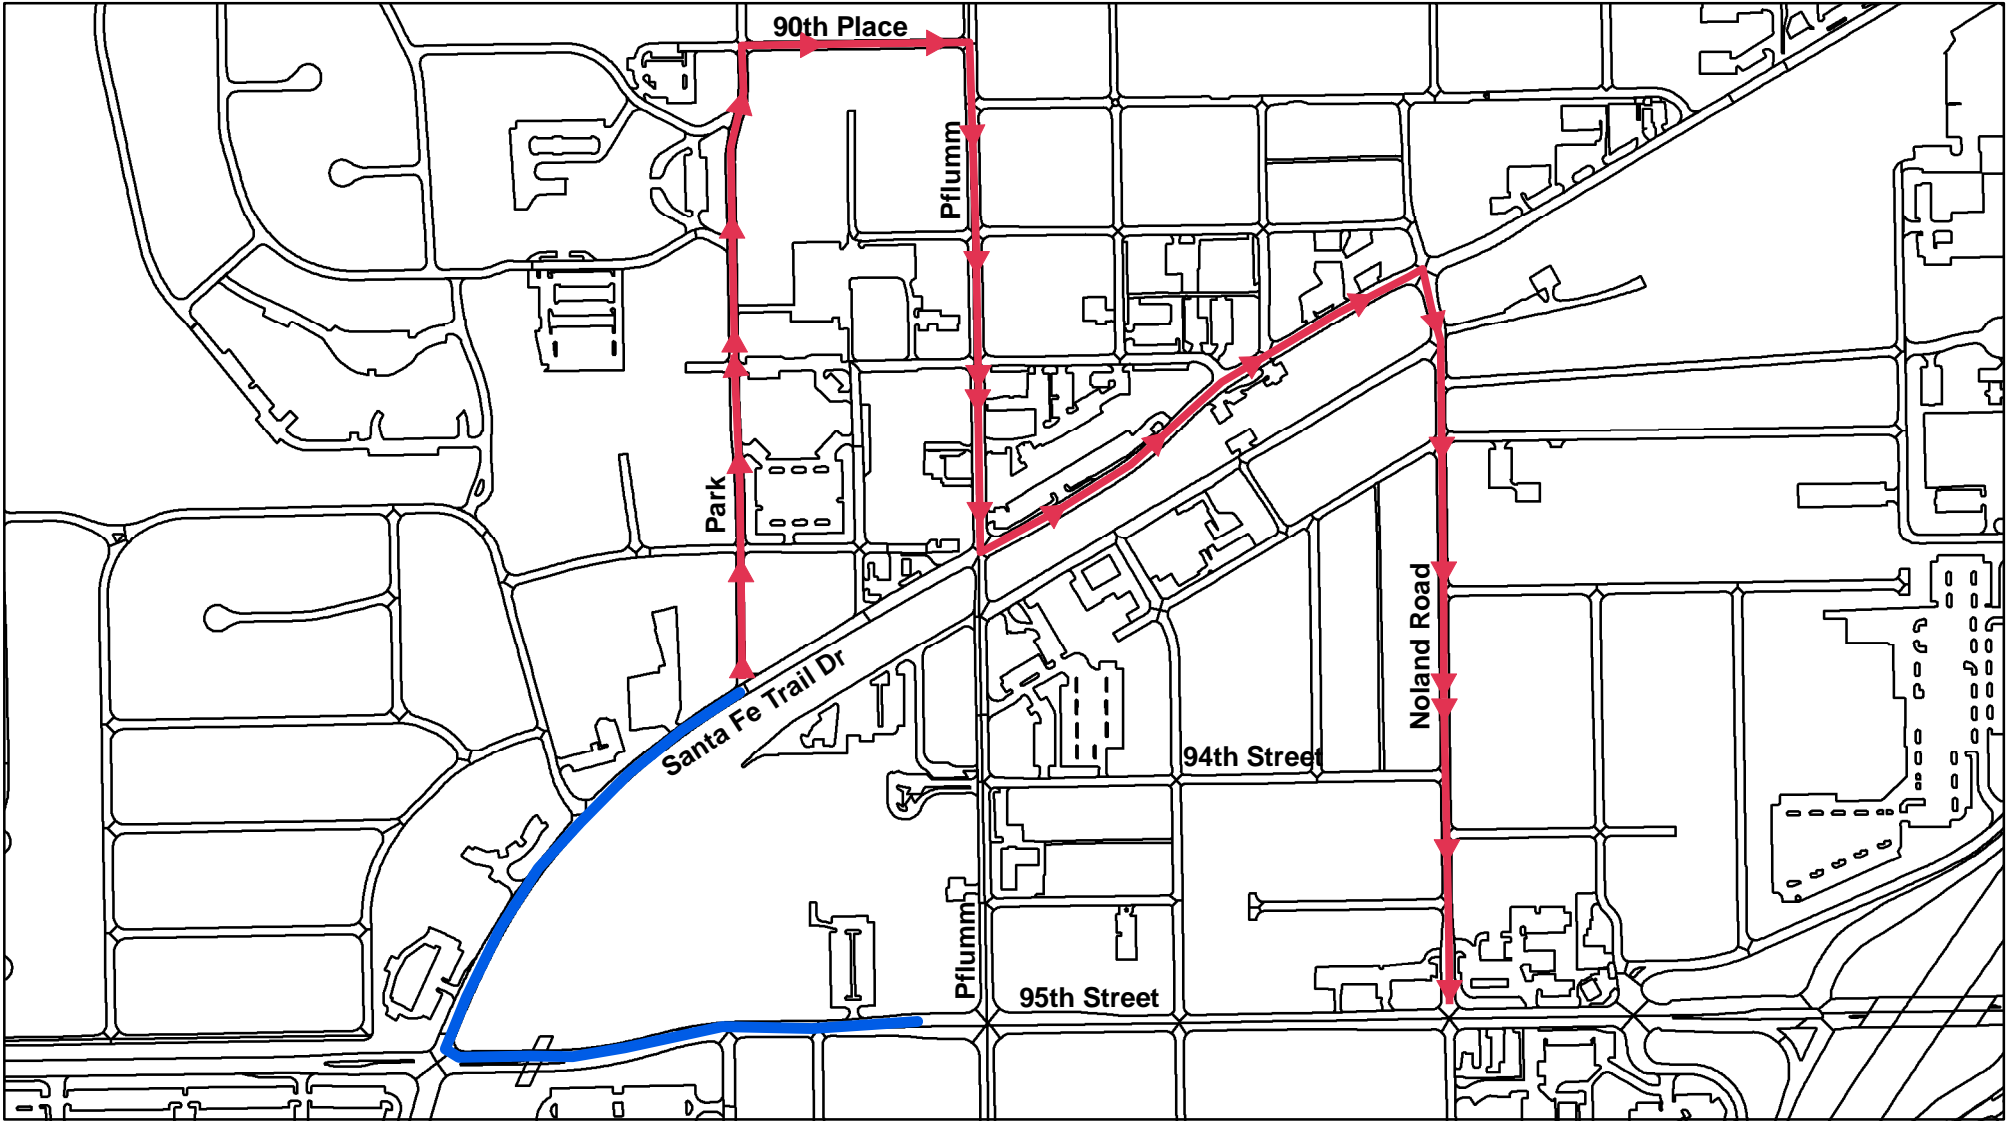 90th Place
Pflumm
Park
Noland Road
Santa Fe Trail Dr
94th Street
Pflumm
95th Street